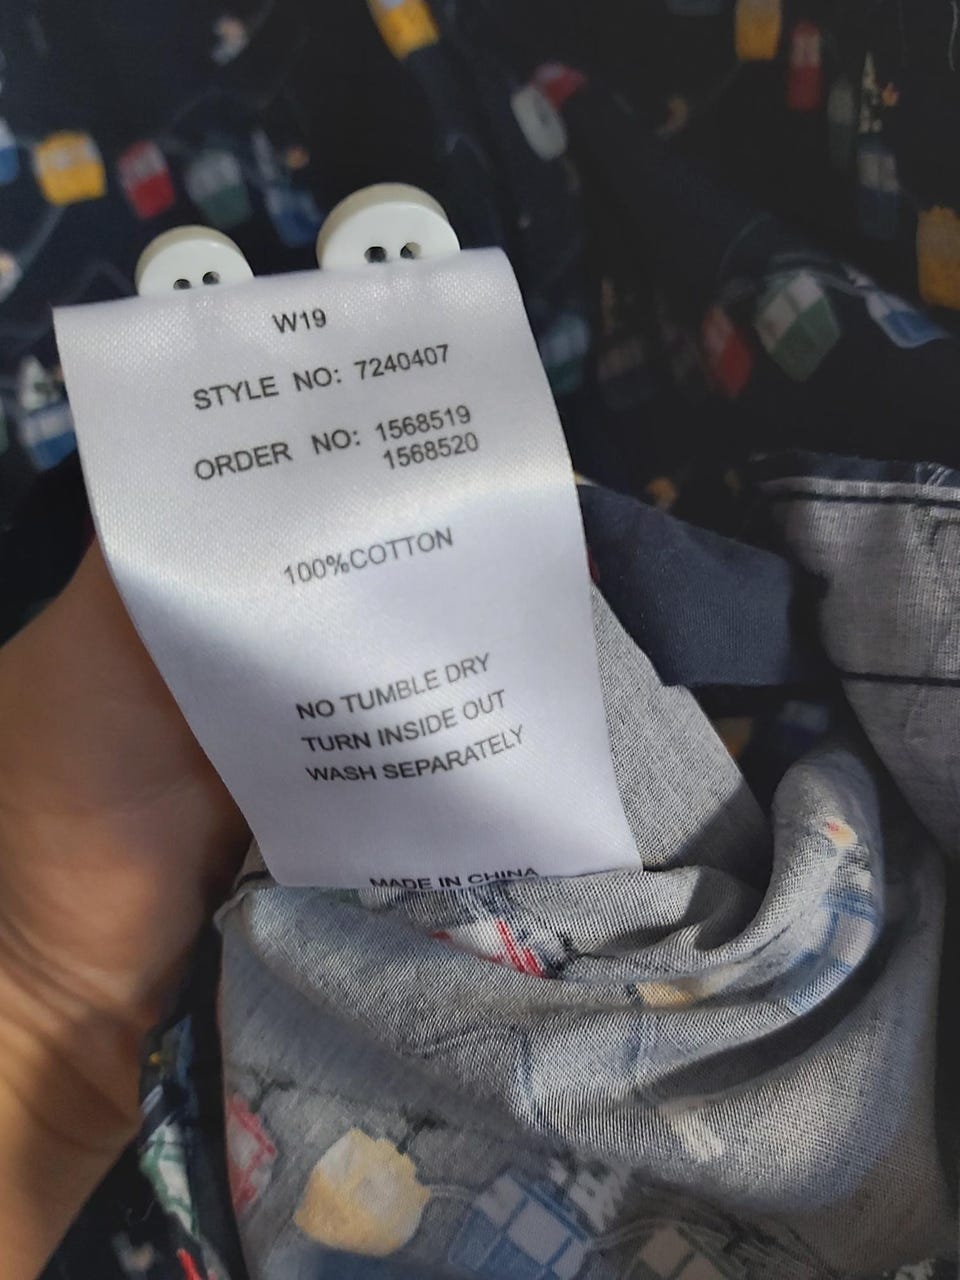 W19
STYLE NO: 7240407
ORDER NO: 1568519
1568520
100%COTTON
NO TUMBLE DRY
TURN INSIDE OUT
WASH SEPARATELY
MADE IN CHINA